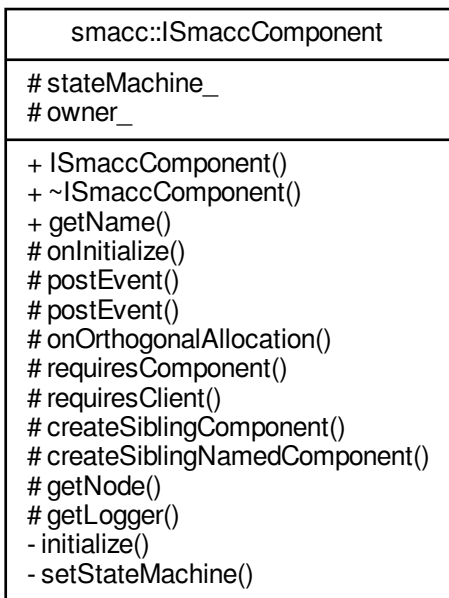 smacc::ISmaccComponent
# stateMachine_
# owner_
+ ISmaccComponent()
+ ~ISmaccComponent()
+ getName()
# onInitialize()
# postEvent()
# postEvent()
# onOrthogonalAllocation()
# requiresComponent()
# requiresClient()
# createSiblingComponent()
# createSiblingNamedComponent()
# getNode()
# getLogger()
- initialize()
- setStateMachine()